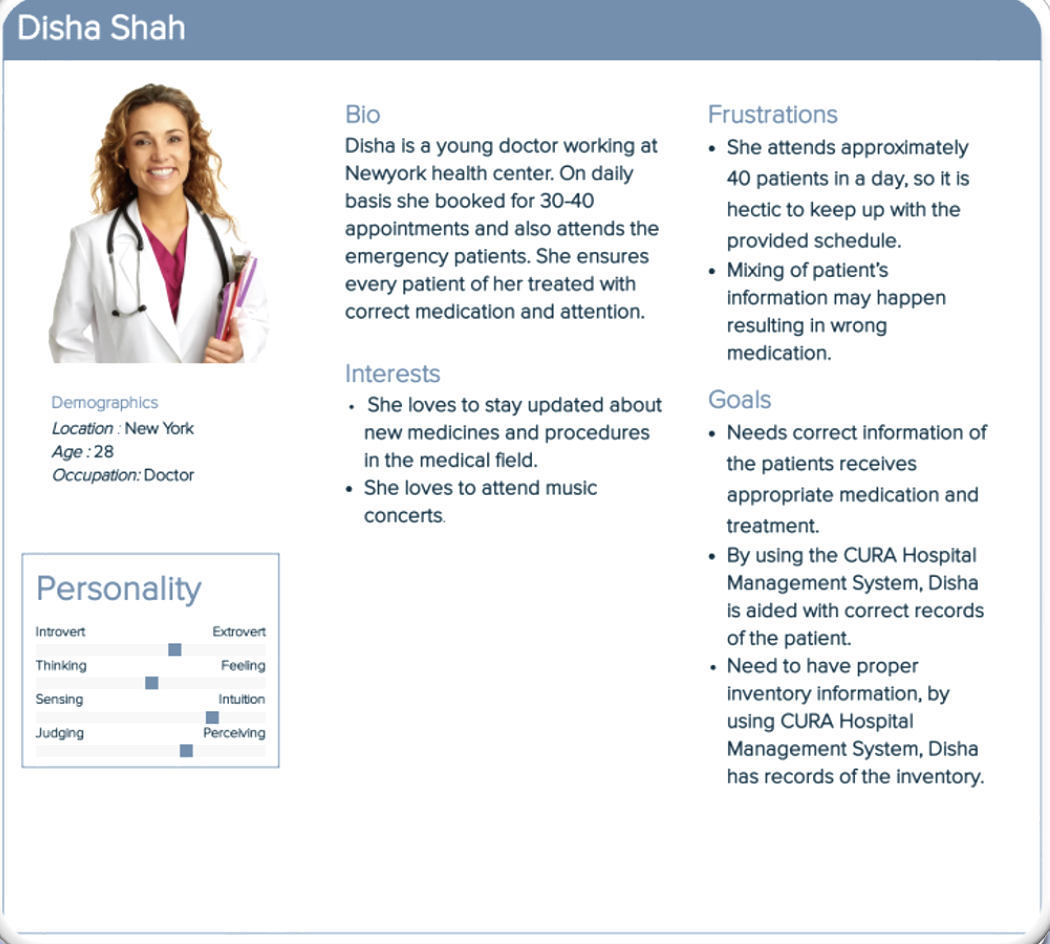 Disha Shah
Demographics
Location : New York
Age : 28
Occupation: Doctor
Personality
Introvert Extrovert
Thinking Feeling
Sensing Intuition
Judging Perceiving
Bio
Disha is a young doctor working at
Newyork health center. On daily
basis she booked for 30-40
appointments and also attends the
emergency patients. She ensures
every patient of her treated with
correct medication and attention.
Interests
• She loves to stay updated about
new medicines and procedures
in the medical field.
• She loves to attend music
concerts.
Frustrations
• She attends approximately
40 patients in a day, so it is
hectic to keep up with the
provided schedule.
• Mixing of patient's
information may happen
resulting in wrong
medication.
Goals
• Needs correct information of
the patients receives
appropriate medication and
treatment.
• By using the CURA Hospital
Management System, Disha
is aided with correct records
of the patient.
• Need to have proper
inventory information, by
using CURA Hospital
Management System, Disha
has records of the inventory.